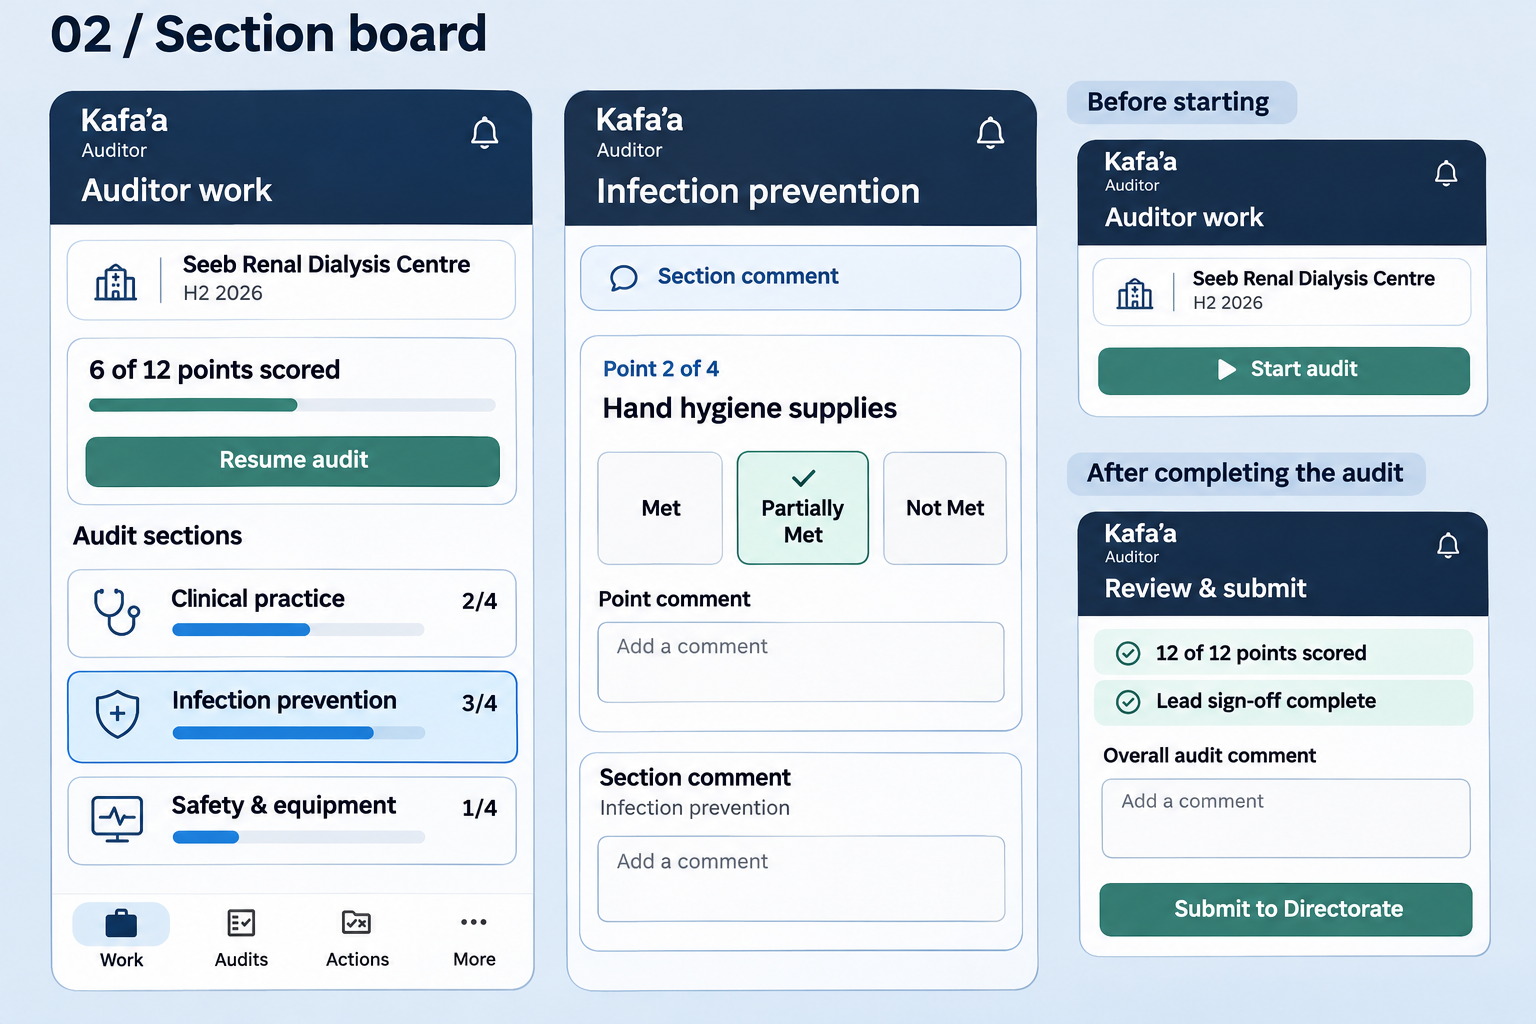 02 / Section board
Kafa’a
Auditor
Auditor work
Seeb Renal Dialysis Centre
H2 2026
6 of 12 points scored
Resume audit
Audit sections
Clinical practice
2/4
Infection prevention
3/4
Safety & equipment
1/4
Work
Audits
Actions
More
Kafa’a
Auditor
Infection prevention
Section comment
Point 2 of 4
Hand hygiene supplies
Met
Partially
Met
Not Met
Point comment
Add a comment
Section comment
Infection prevention
Add a comment
Before starting
Kafa’a
Auditor
Auditor work
Seeb Renal Dialysis Centre
H2 2026
Start audit
After completing the audit
Kafa’a
Auditor
Review & submit
12 of 12 points scored
Lead sign-off complete
Overall audit comment
Add a comment
Submit to Directorate